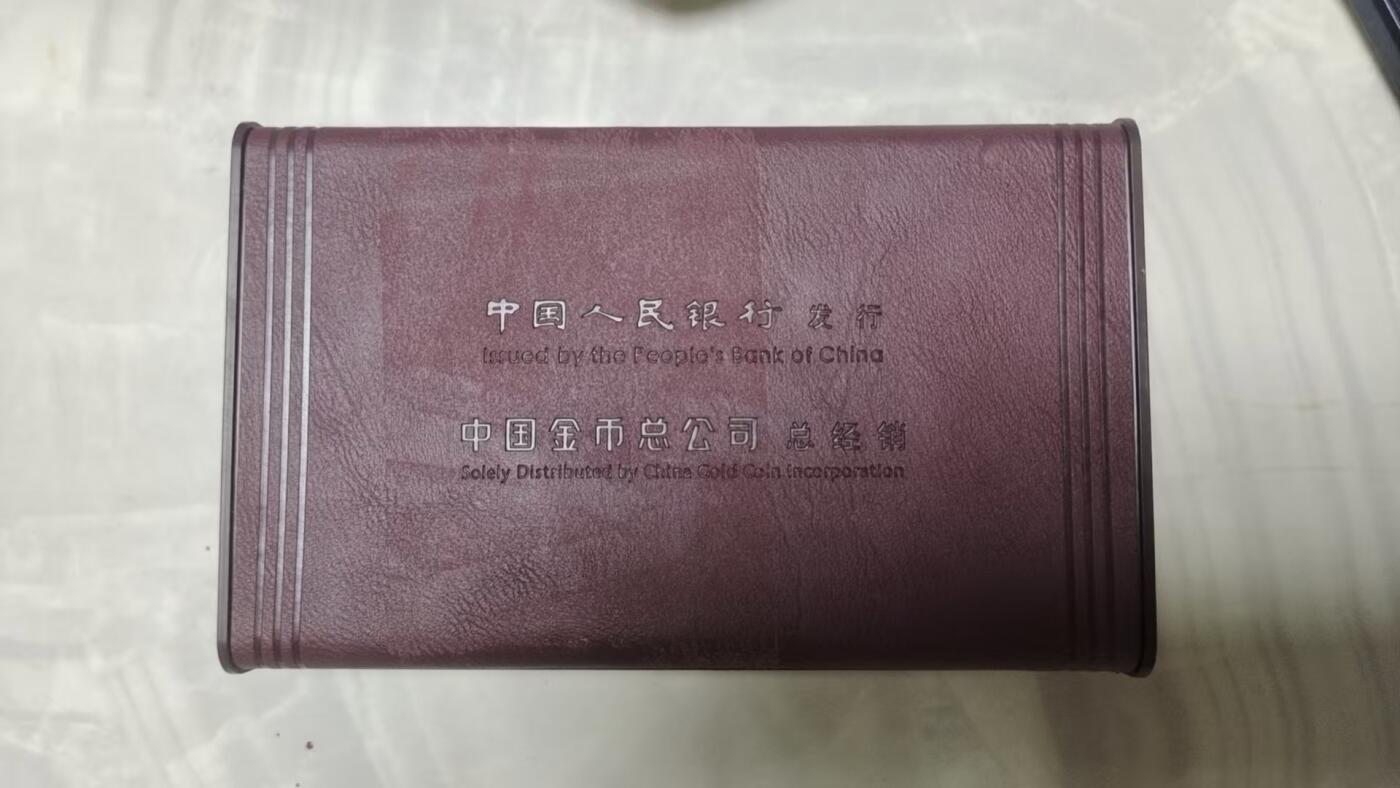 中国人民银行 发行
Issued by the People's Bank of China
中国金币总公司 总经销
Solely Distributed by China Gold Coin Incorporation